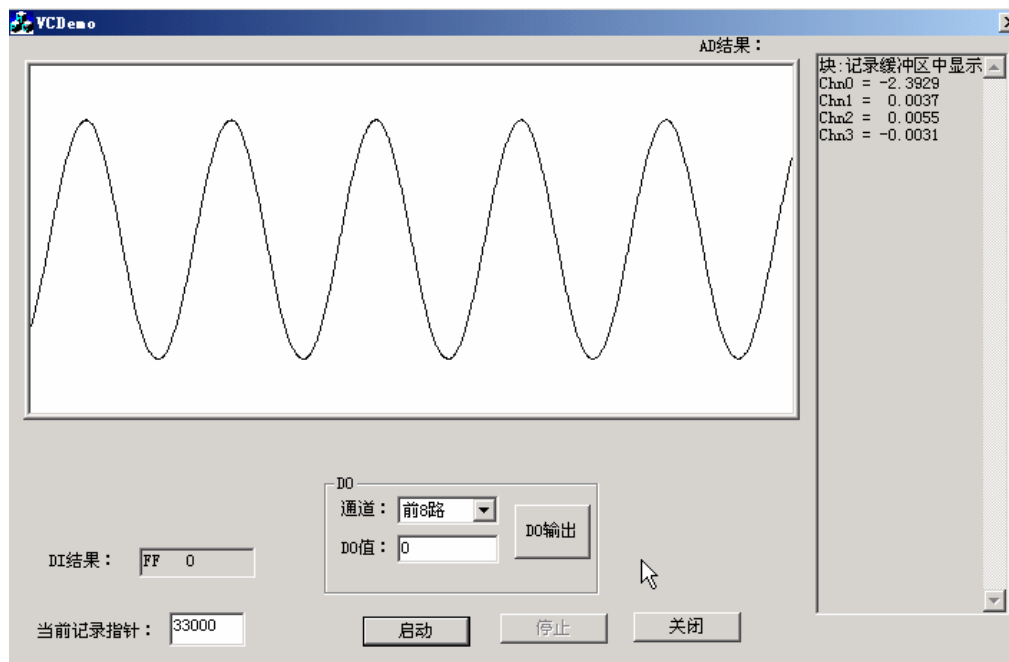 VCDemo
AD结果：
块:记录缓冲区中显示
Chn0 = -2.3929
Chn1 =  0.0037
Chn2 =  0.0055
Chn3 = -0.0031
DO
通道： 前8路
DO输出
DO值： 0
DI结果： FF 0
当前记录指针： 33000
启动 停止 关闭